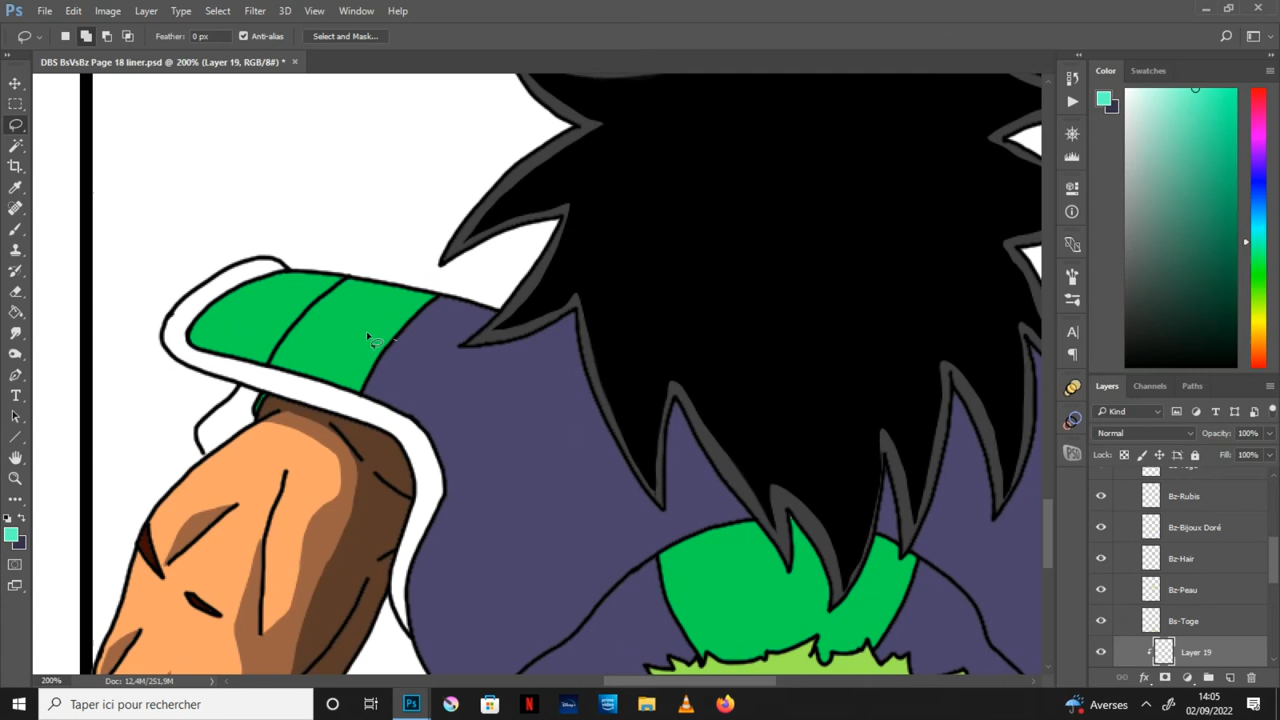 Ps File Edit Image Layer Type Select Filter 3D View Window Help
Feather: 0 px Anti-alias Select and Mask...
DBS BsVsBz Page 18 liner.psd @ 200% (Layer 19, RGB/8#) *
Color Swatches
Layers Channels Paths
Kind
Normal Opacity: 100%
Lock: Fill: 100%
Bz-Rubis
Bz-Bijoux Doré
Bz-Hair
Bz-Peau
Bs-Toge
Layer 19
200% Doc: 12,4M/251,9M
Taper ici pour rechercher
Averses
14:05
02/09/2022